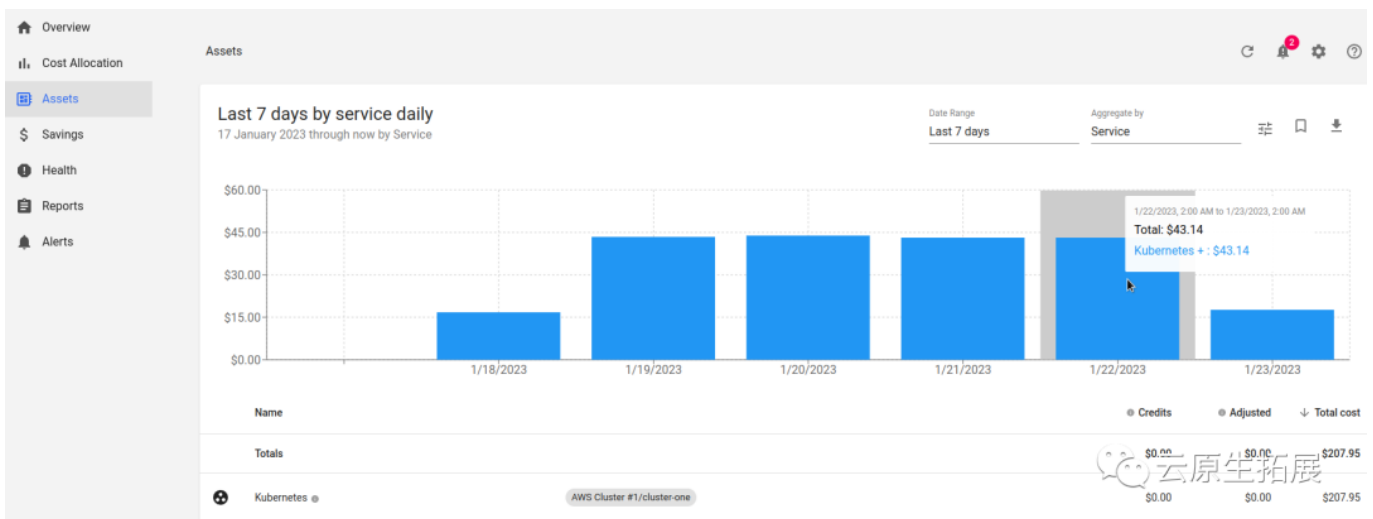 Overview
Cost Allocation
Assets
Savings
Health
Reports
Alerts
Assets
2
Last 7 days by service daily
17 January 2023 through now by Service
Date Range
Last 7 days
Aggregate by
Service
$60.00
$45.00
$30.00
$15.00
$0.00
1/22/2023, 2:00 AM to 1/23/2023, 2:00 AM
Total: $43.14
Kubernetes + : $43.14
1/18/2023 1/19/2023 1/20/2023 1/21/2023 1/22/2023 1/23/2023
Name Credits Adjusted Total cost
Totals $0.00 $0.00 $207.95
Kubernetes AWS Cluster #1/cluster-one $0.00 $0.00 $207.95
云原生拓展